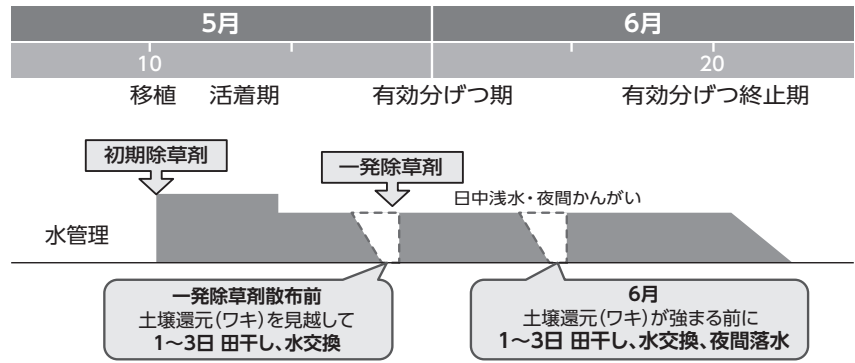 5月
6月
10
20
移植
活着期
有効分げつ期
有効分げつ終止期
初期除草剤
一発除草剤
日中浅水・夜間かんがい
水管理
一発除草剤散布前
土壌還元(ワキ)を見越して
1～3日 田干し、水交換
6月
土壌還元(ワキ)が強まる前に
1～3日 田干し、水交換、夜間落水